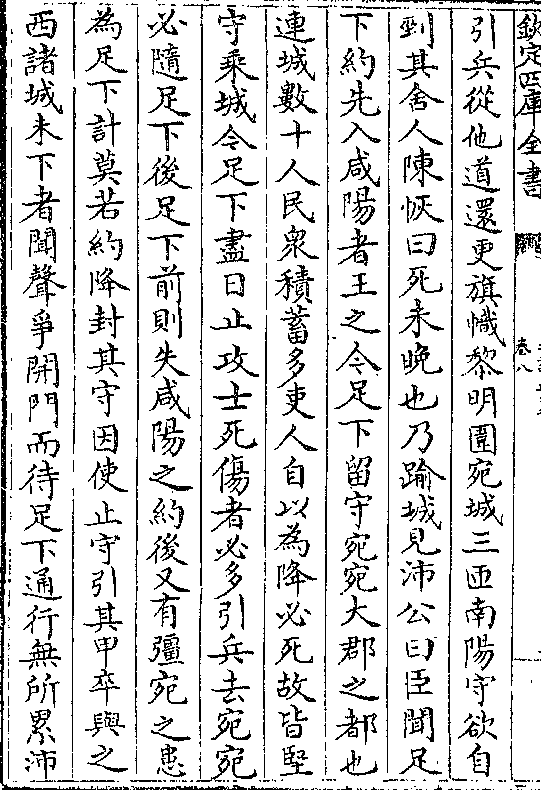 欽定四庫全書
卷八
引兵從他道還更旗幟黎明圍宛城三匝南陽守欲自
剄其舍人陳恢曰死未晚也乃踰城見沛公曰臣聞足
下約先入咸陽者王之令足下留守宛宛大郡之都也
連城數十人民衆積蓄多吏人自以為降必死故皆堅
守乘城令足下盡日止攻士死傷者必多引兵去宛宛
必隨足下後足下前則失咸陽之約後又有彊宛之患
為足下計莫若約降封其守因使止守引其甲卒與之
西諸城未下者聞聲爭開門而待足下通行無所累沛